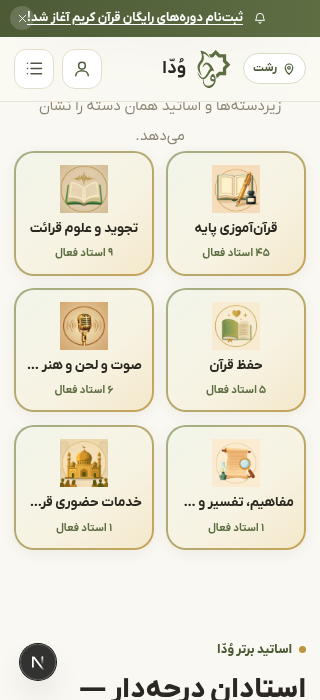 ثبت‌نام دوره‌های رایگان قرآن کریم آغاز شد!
رشت
وُدّا
زیردسته‌ها و اساتید همان دسته را نشان
می‌دهد.
قرآن‌آموزی پایه
۴۵ استاد فعال
تجوید و علوم قرائت
۹ استاد فعال
حفظ قرآن
۵ استاد فعال
صوت و لحن و هنر ...
۶ استاد فعال
مفاهیم، تفسیر و ...
۱ استاد فعال
خدمات حضوری قر...
۱ استاد فعال
اساتید برتر وُدّا
استادان درجه‌دار —
N